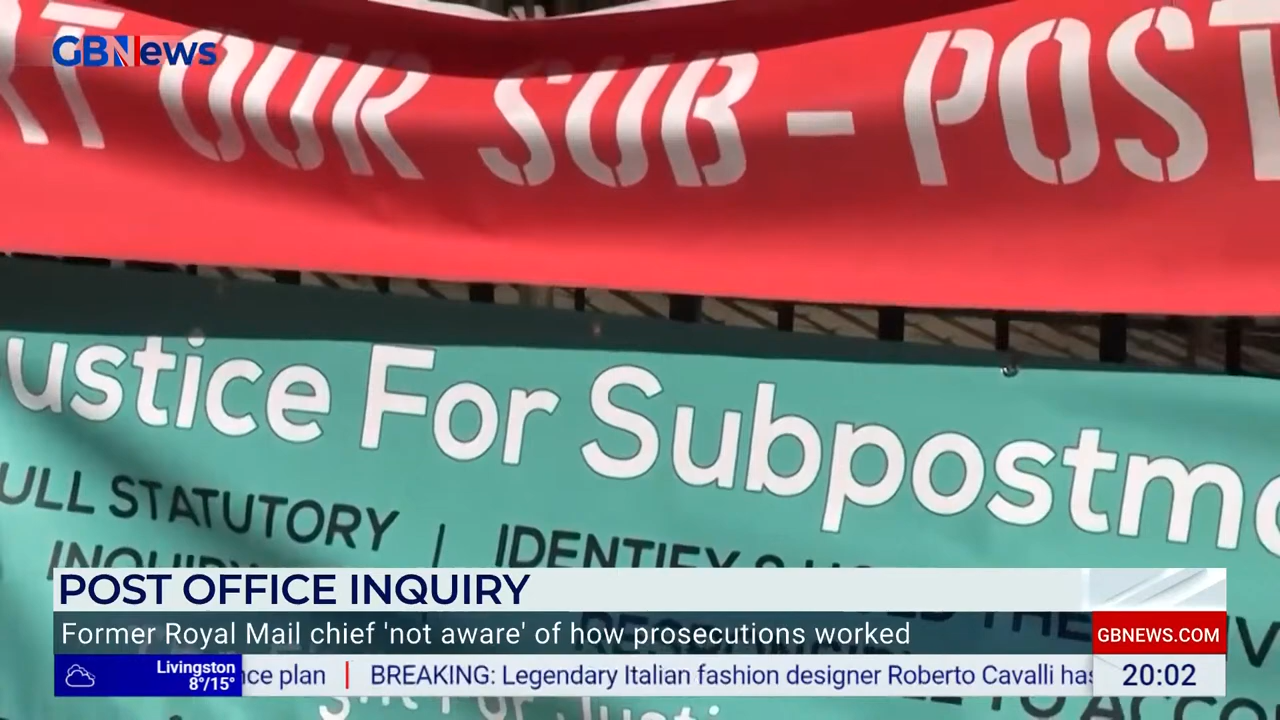 GBNews
OUR SUB-POST
ustice For Subpostm
ULL STATUTORY | IDENTIFY
INQUIRY
POST OFFICE INQUIRY
Former Royal Mail chief 'not aware' of how prosecutions worked
GBNEWS.COM
Livingston
8°/15°
nce plan | BREAKING: Legendary Italian fashion designer Roberto Cavalli has
20:02